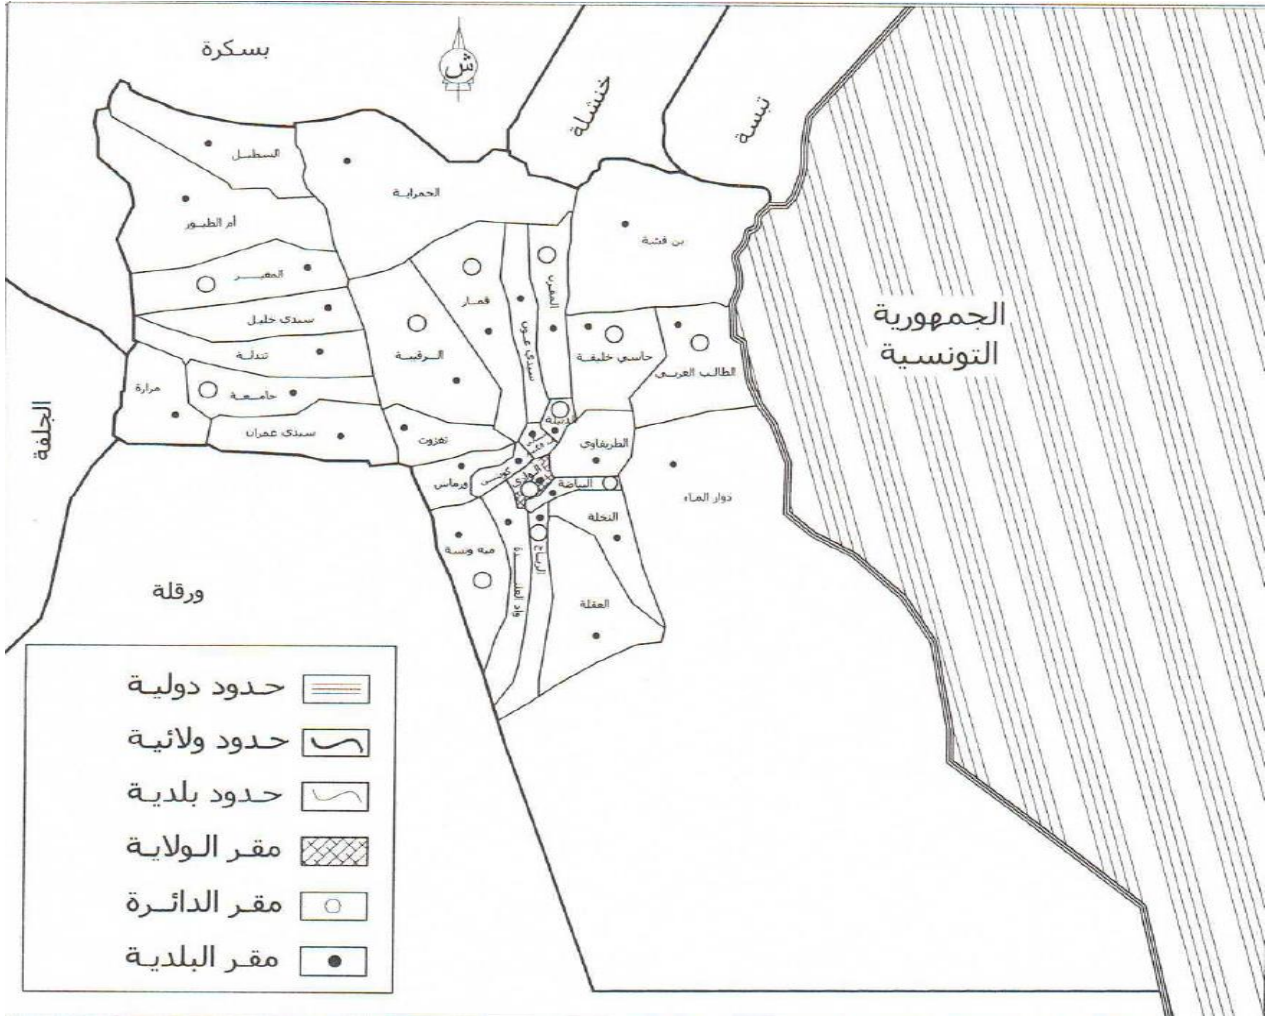 بسكرة
ش
خنشلة
تبسة
السطيل
الحمراية
أم الطيور
بن قشة
المغير
قمار
المقرن
سيدي خليل
سيدي عون
الجمهورية
التونسية
تندلة
الرقيبة
حاسي خليفة
الطالب العربي
مرارة
جامعة
الجلفة
سيدي عمران
تغزوت
الدبيلة
الطريفاوي
ورماس
كوينين
الوادي
البياضة
دوار الماء
النخلة
ميه ونسة
واد العلندة
الرباح
العقلة
ورقلة
حدود دولية
حدود ولائية
حدود بلدية
مقر الولاية
مقر الدائرة
مقر البلدية